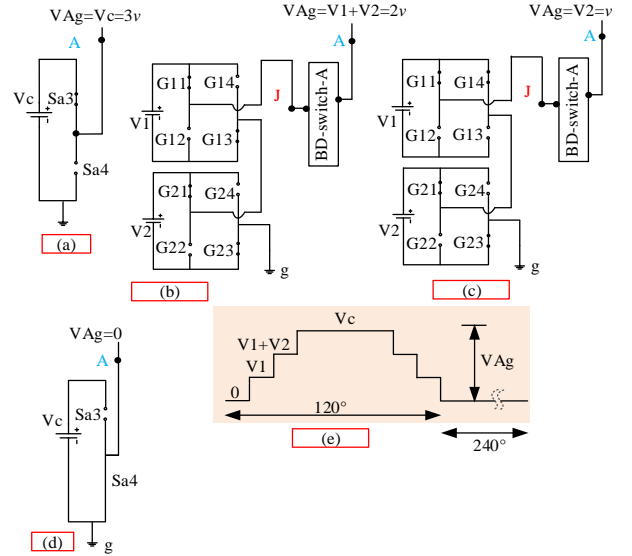 VAg=Vc=3v
A
Vc
Sa3
Sa4
(a)
VAg=V1+V2=2v
A
G11
G14
J
V1
G12
G13
BD-switch-A
G21
G24
V2
G22
G23
g
(b)
VAg=V2=v
A
G11
G14
J
V1
G12
G13
BD-switch-A
G21
G24
V2
G22
G23
g
(c)
VAg=0
A
Vc
Sa3
Sa4
g
(d)
Vc
V1+V2
V1
0
VAg
120°
240°
(e)